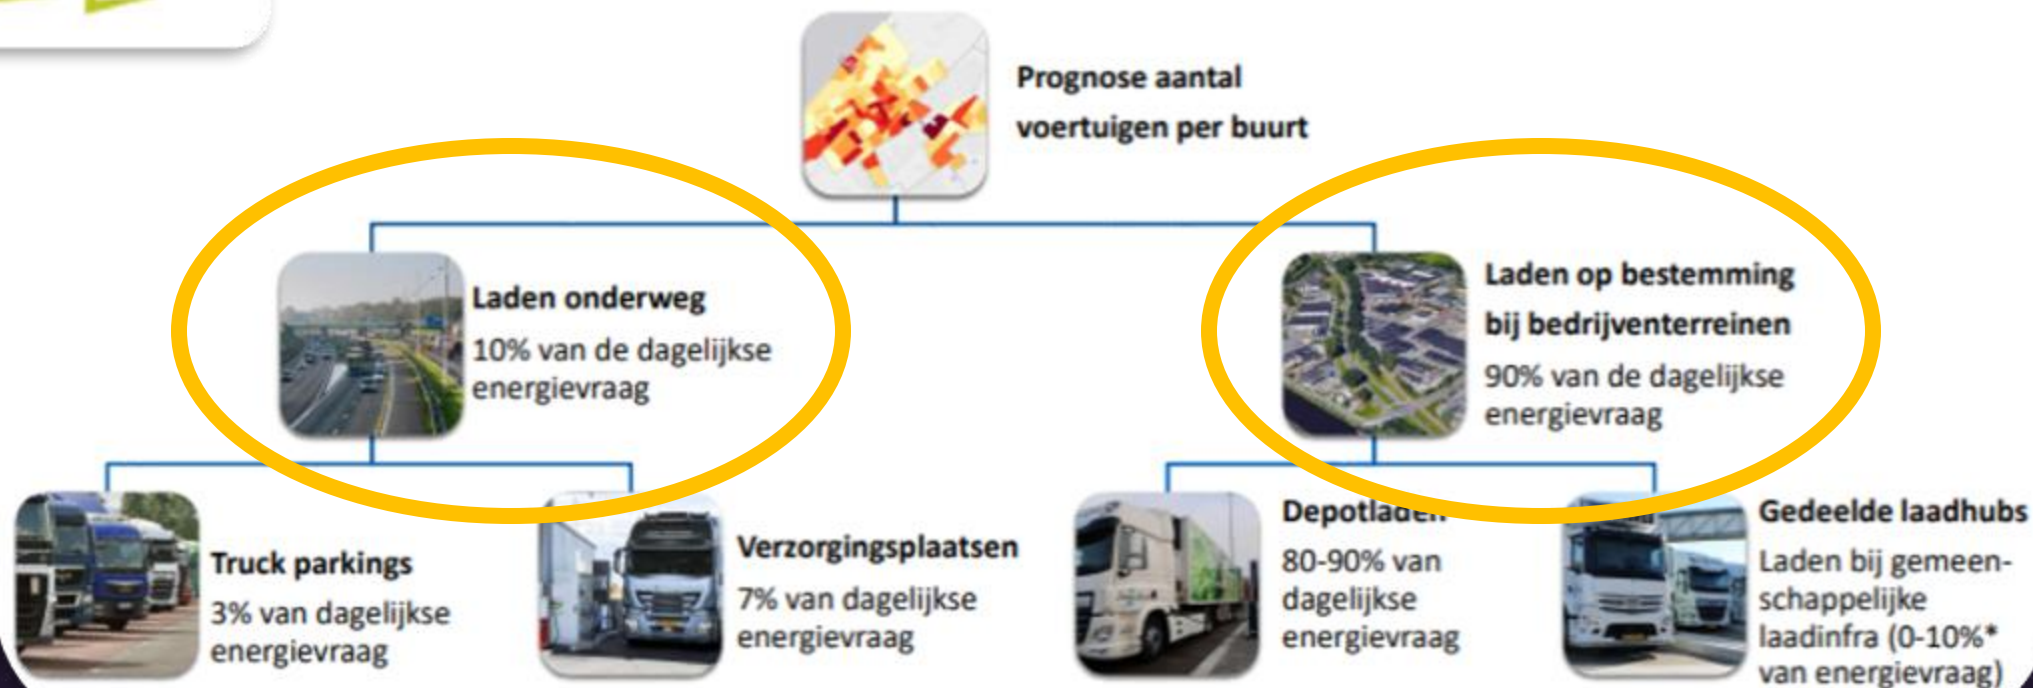 Prognose aantal
voertuigen per buurt
Laden onderweg
10% van de dagelijkse
energievraag
Laden op bestemming
bij bedrijventerreinen
90% van de dagelijkse
energievraag
Truck parkings
3% van dagelijkse
energievraag
Verzorgingsplaatsen
7% van dagelijkse
energievraag
Depotladen
80-90% van
dagelijkse
energievraag
Gedeelde laadhubs
Laden bij gemeen-
schappelijke
laadinfra (0-10%*
van energievraag)